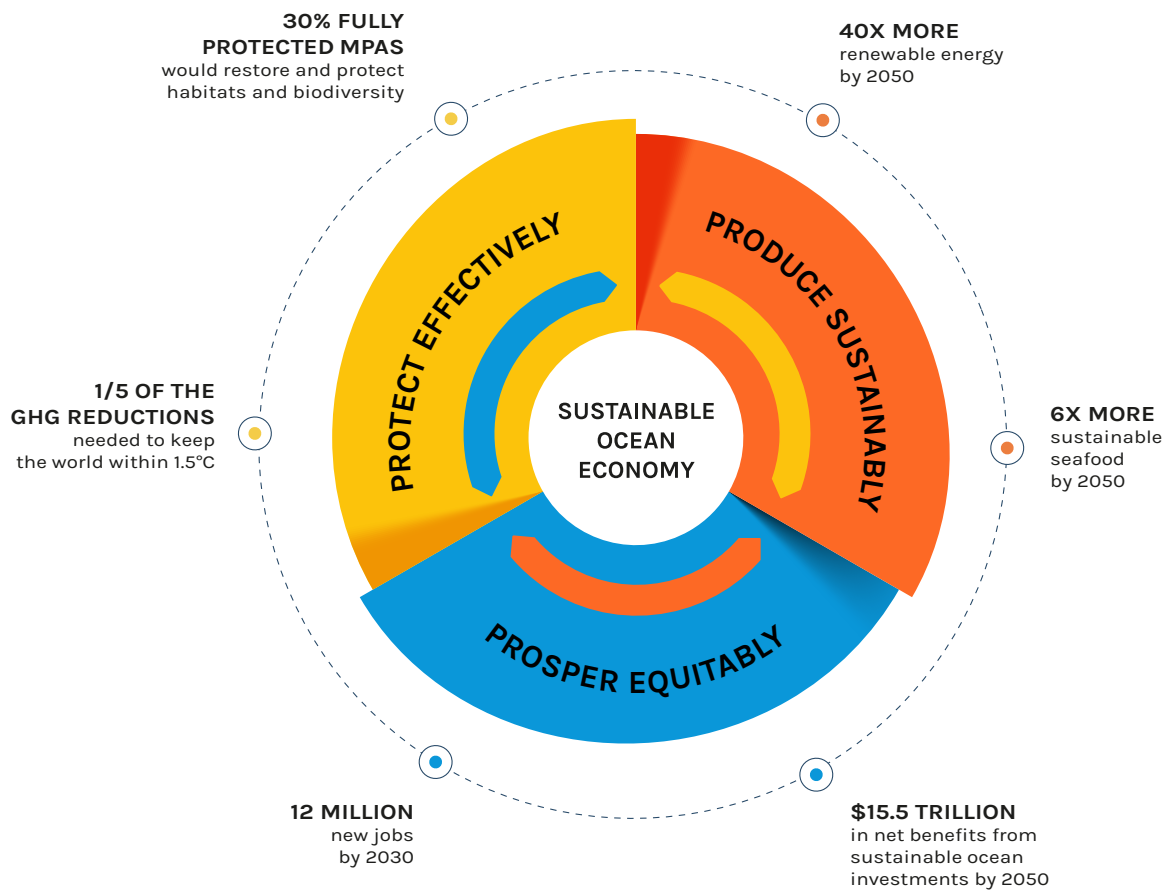 30% FULLY
PROTECTED MPAS
would restore and protect
habitats and biodiversity
40X MORE
renewable energy
by 2050
PROTECT EFFECTIVELY
PRODUCE SUSTAINABLY
1/5 OF THE
GHG REDUCTIONS
needed to keep
the world within 1.5°C
SUSTAINABLE
OCEAN
ECONOMY
6X MORE
sustainable
seafood
by 2050
PROSPER EQUITABLY
12 MILLION
new jobs
by 2030
$15.5 TRILLION
in net benefits from
sustainable ocean
investments by 2050